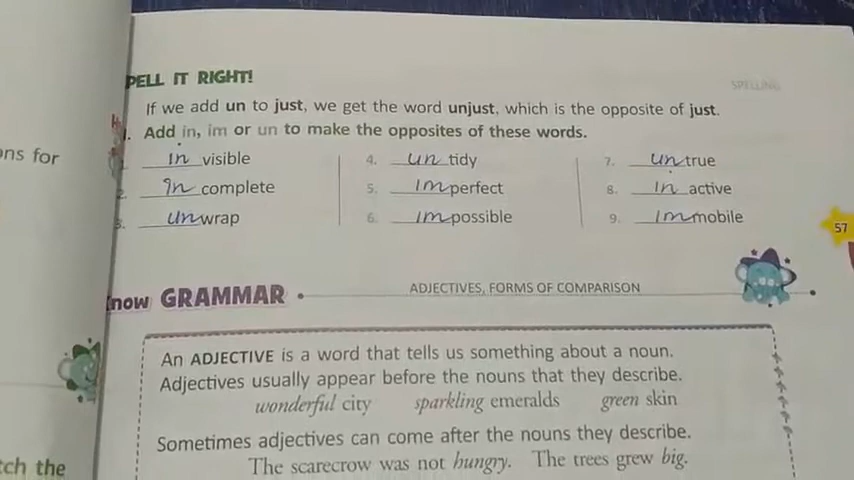 PELL IT RIGHT!
SPELLING
If we add un to just, we get the word unjust, which is the opposite of just.
Add in, im or un to make the opposites of these words.
in visible
4. un tidy
7. un true
2. in complete
5. im perfect
8. in active
3. un wrap
6. im possible
9. im mobile
57
ons for
now GRAMMAR
ADJECTIVES, FORMS OF COMPARISON
An ADJECTIVE is a word that tells us something about a noun.
Adjectives usually appear before the nouns that they describe.
wonderful city sparkling emeralds green skin
Sometimes adjectives can come after the nouns they describe.
The scarecrow was not hungry. The trees grew big.
tch the